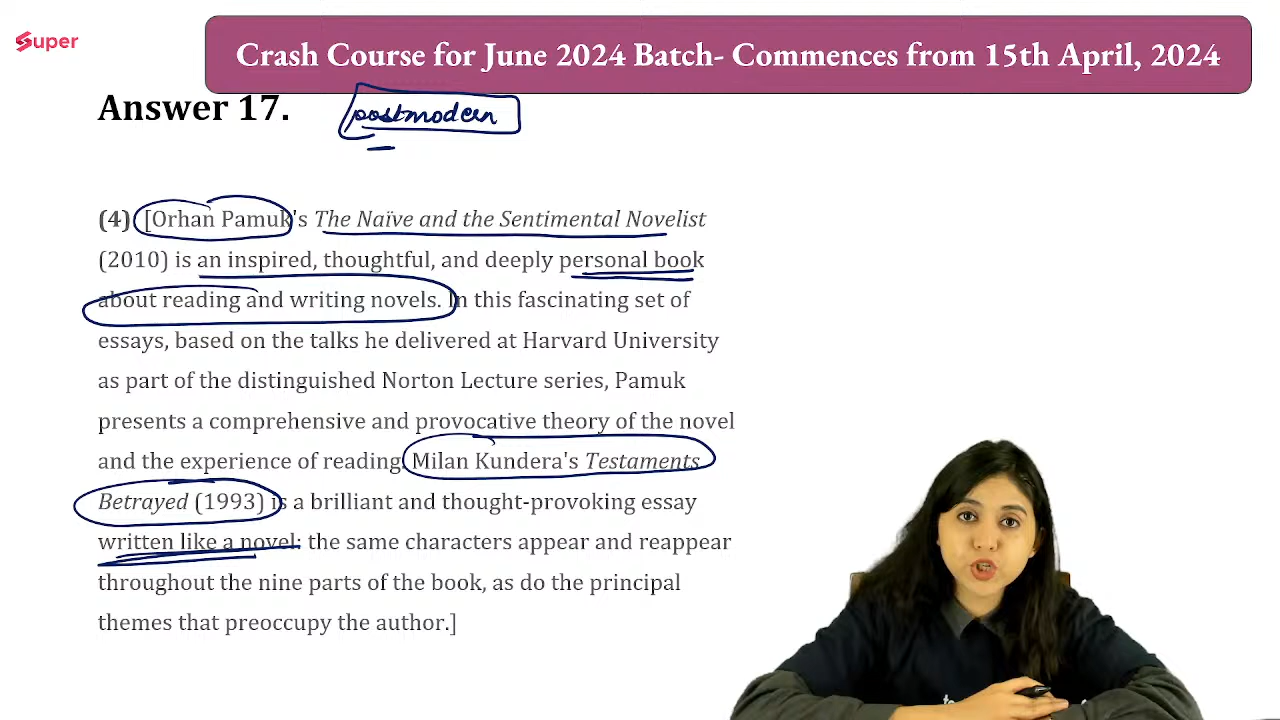 Super
Crash Course for June 2024 Batch- Commences from 15th April, 2024
Answer 17.
postmodern
(4) [Orhan Pamuk's The Naïve and the Sentimental Novelist
(2010) is an inspired, thoughtful, and deeply personal book
about reading and writing novels. In this fascinating set of
essays, based on the talks he delivered at Harvard University
as part of the distinguished Norton Lecture series, Pamuk
presents a comprehensive and provocative theory of the novel
and the experience of reading. Milan Kundera's Testaments
Betrayed (1993) is a brilliant and thought-provoking essay
written like a novel: the same characters appear and reappear
throughout the nine parts of the book, as do the principal
themes that preoccupy the author.]